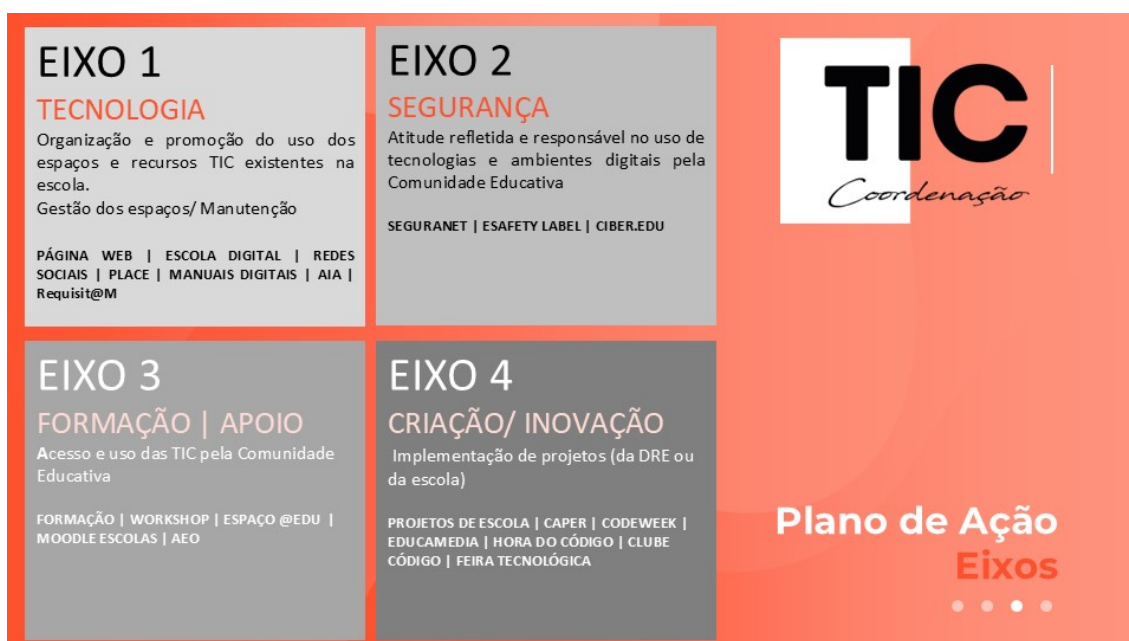 EIXO 1
TECNOLOGIA
Organização e promoção do uso dos
espaços e recursos TIC existentes na
escola.
Gestão dos espaços/ Manutenção
PÁGINA WEB | ESCOLA DIGITAL | REDES
SOCIAIS | PLACE | MANUAIS DIGITAIS | AIA |
Requisit@M
EIXO 2
SEGURANÇA
Atitude refletida e responsável no uso de
tecnologias e ambientes digitais pela
Comunidade Educativa
SEGURANET | ESAFETY LABEL | CIBER.EDU
EIXO 3
FORMAÇÃO | APOIO
Acesso e uso das TIC pela Comunidade
Educativa
FORMAÇÃO | WORKSHOP | ESPAÇO @EDU |
MOODLE ESCOLAS | AEO
EIXO 4
CRIAÇÃO/ INOVAÇÃO
Implementação de projetos (da DRE ou
da escola)
PROJETOS DE ESCOLA | CAPER | CODEWEEK |
EDUCAMEDIA | HORA DO CÓDIGO | CLUBE
CÓDIGO | FEIRA TECNOLÓGICA
TIC
Coordenação
Plano de Ação
Eixos